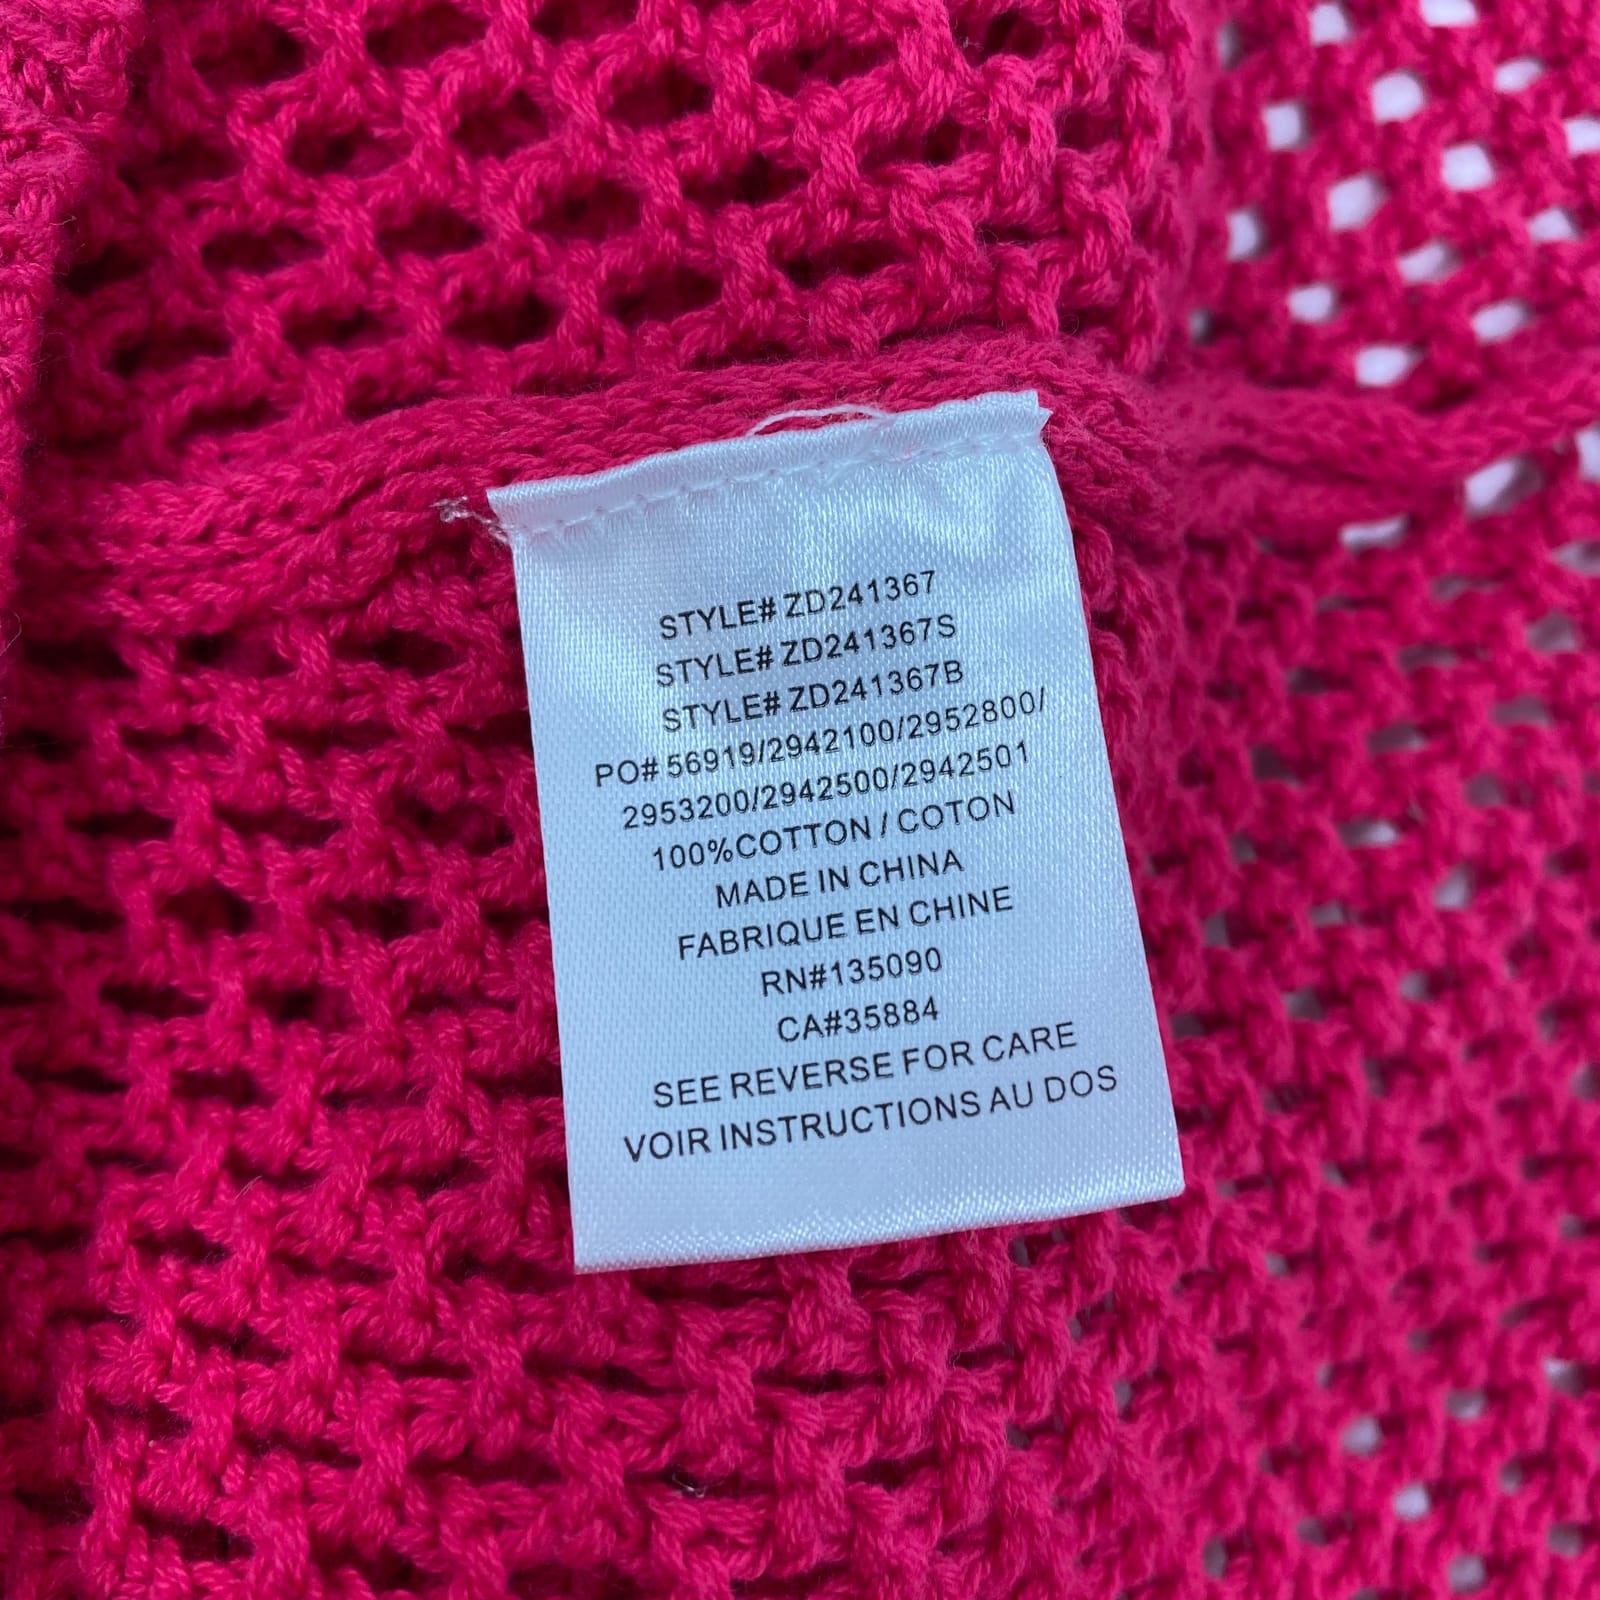 STYLE# ZD241367
STYLE# ZD241367S
STYLE# ZD241367B
PO# 56919/2942100/2952800/
2953200/2942500/2942501
100%COTTON / COTON
MADE IN CHINA
FABRIQUE EN CHINE
RN#135090
CA#35884
SEE REVERSE FOR CARE
VOIR INSTRUCTIONS AU DOS